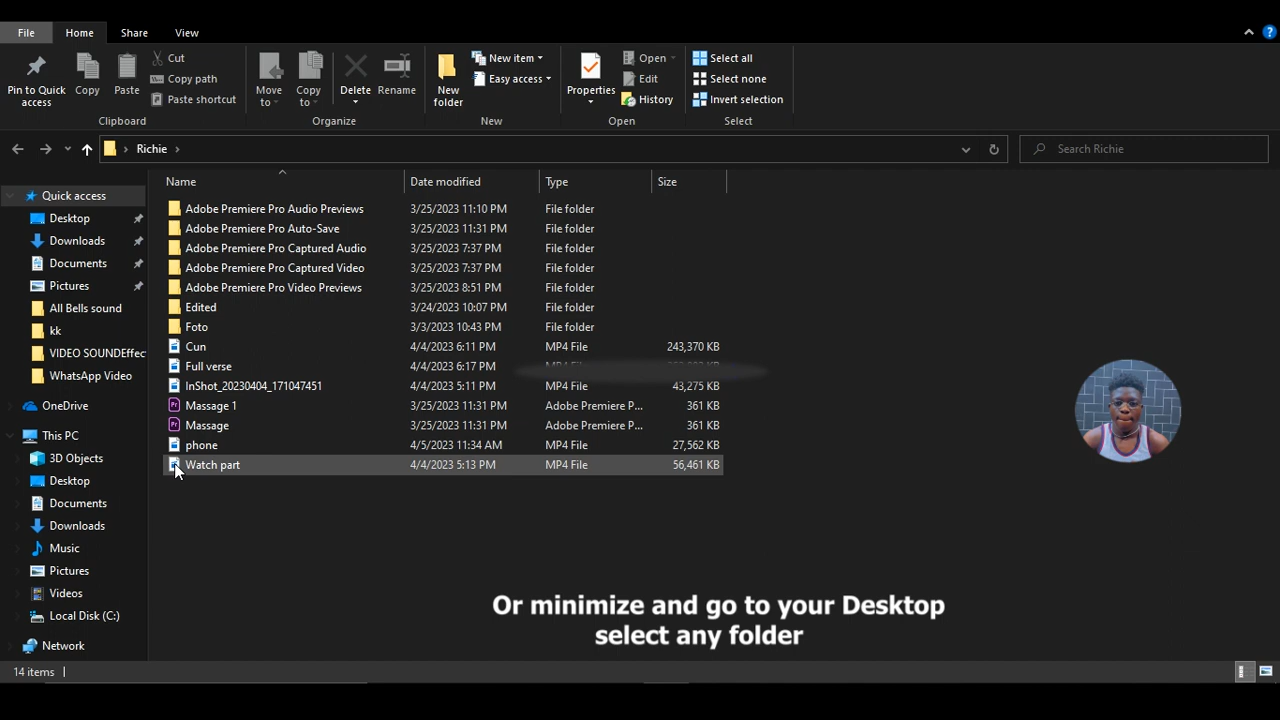 File Home Share View
Pin to Quick access
Copy
Paste
Cut
Copy path
Paste shortcut
Clipboard
Move to
Copy to
Delete
Rename
Organize
New folder
New item
Easy access
New
Properties
Open
Edit
History
Open
Select all
Select none
Invert selection
Select
Richie
Search Richie
Name Date modified Type Size
Adobe Premiere Pro Audio Previews 3/25/2023 11:10 PM File folder
Adobe Premiere Pro Auto-Save 3/25/2023 11:31 PM File folder
Adobe Premiere Pro Captured Audio 3/25/2023 7:37 PM File folder
Adobe Premiere Pro Captured Video 3/25/2023 7:37 PM File folder
Adobe Premiere Pro Video Previews 3/25/2023 8:51 PM File folder
Edited 3/24/2023 10:07 PM File folder
Foto 3/3/2023 10:43 PM File folder
Cun 4/4/2023 6:11 PM MP4 File 243,370 KB
Full verse 4/4/2023 6:17 PM MP4 File KB
InShot_20230404_171047451 4/4/2023 5:11 PM MP4 File 43,275 KB
Massage 1 3/25/2023 11:31 PM Adobe Premiere P... 361 KB
Massage 3/25/2023 11:31 PM Adobe Premiere P... 361 KB
phone 4/5/2023 11:34 AM MP4 File 27,562 KB
Watch part 4/4/2023 5:13 PM MP4 File 56,461 KB
Quick access
Desktop
Downloads
Documents
Pictures
All Bells sound
kk
VIDEO SOUNDEffec
WhatsApp Video
OneDrive
This PC
3D Objects
Desktop
Documents
Downloads
Music
Pictures
Videos
Local Disk (C:)
Network
Or minimize and go to your Desktop
select any folder
14 items